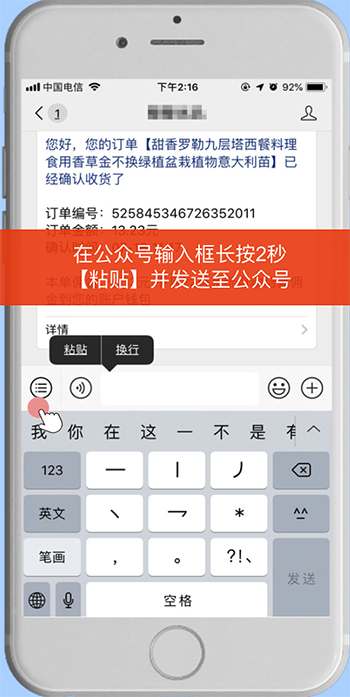 中国电信
下午2:16
92%
1
您好，您的订单【甜香罗勒九层塔西餐料理
食用香草金不换绿植盆栽植物意大利苗】已
经确认收货了
订单编号：525845346726352011
订单金额：13.23元
在公众号输入框长按2秒
【粘贴】并发送至公众号
详情
粘贴 换行
我 你 在 这 一 不 是 有
123 一 丨 丿
英文 丶 乛 * ^^
笔画 ， 。 ?!、
发送
空格